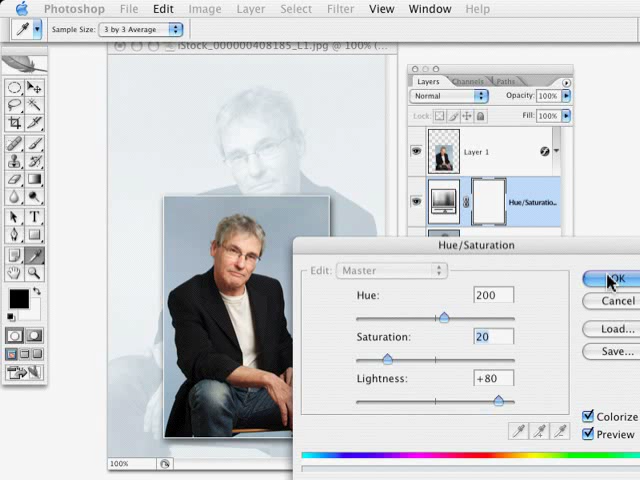 Photoshop File Edit Image Layer Select Filter View Window Help
Sample Size: 3 by 3 Average
iStock_000000408185_L1.jpg @ 100% (...
Layers Channels Paths
Normal Opacity: 100%
Lock: Fill: 100%
Layer 1
Hue/Saturatio...
Hue/Saturation
Edit: Master
OK
Hue: 200
Cancel
Saturation: 20
Load...
Save...
Lightness: +80
Colorize
Preview
100%